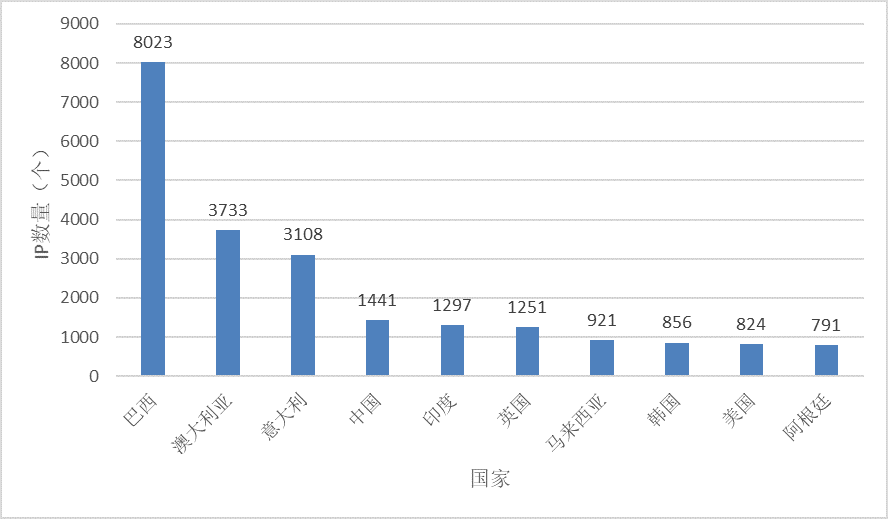 9000
8000
7000
6000
5000
4000
3000
2000
1000
0
IP数量（个）
8023
3733
3108
1441
1297
1251
921
856
824
791
巴西
澳大利亚
意大利
中国
印度
英国
马来西亚
韩国
美国
阿根廷
国家